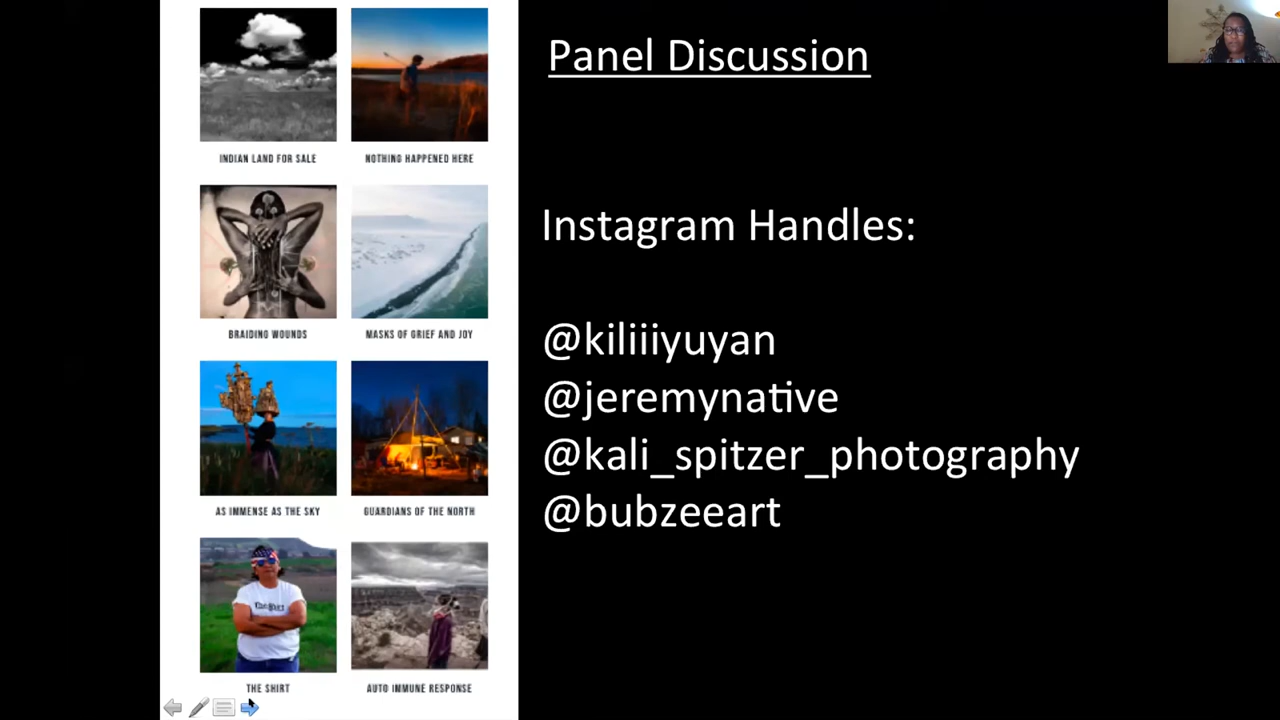 Panel Discussion
INDIAN LAND FOR SALE
NOTHING HAPPENED HERE
BRAIDING WOUNDS
MASKS OF GRIEF AND JOY
AS IMMENSE AS THE SKY
GUARDIANS OF THE NORTH
THE SHIRT
AUTO IMMUNE RESPONSE
Instagram Handles:
@kiliiiyuyan
@jeremynative
@kali_spitzer_photography
@bubzeeart